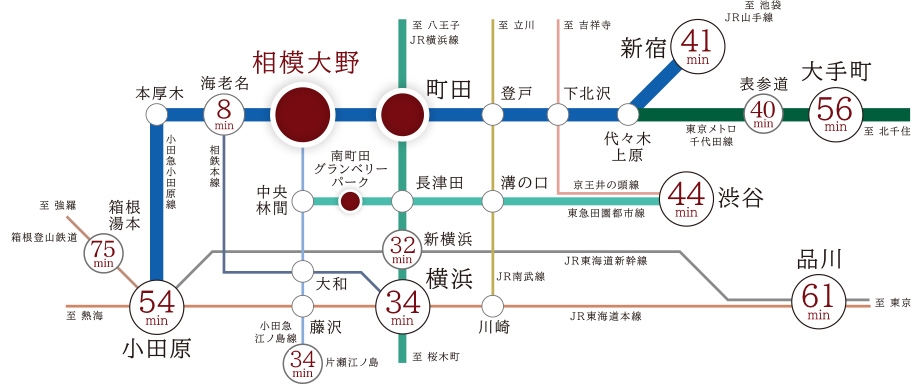 至 池袋
JR山手線
至 八王子
JR横浜線
至 立川
至 吉祥寺
新宿
41
min
相模大野
本厚木
海老名
8
min
町田
登戸
下北沢
代々木
上原
表参道
40
min
大手町
56
min
東京メトロ
千代田線
至 北千住
小田急小田原線
相鉄本線
南町田
グランベリー
パーク
中央
林間
長津田
溝の口
京王井の頭線
東急田園都市線
44
min
渋谷
至 強羅
箱根
湯本
箱根登山鉄道
75
min
32
min
新横浜
JR東海道新幹線
品川
61
min
大和
横浜
34
min
JR南武線
54
min
小田原
至 熱海
小田急
江ノ島線
藤沢
川崎
JR東海道本線
至 東京
34
min
片瀬江ノ島
至 桜木町